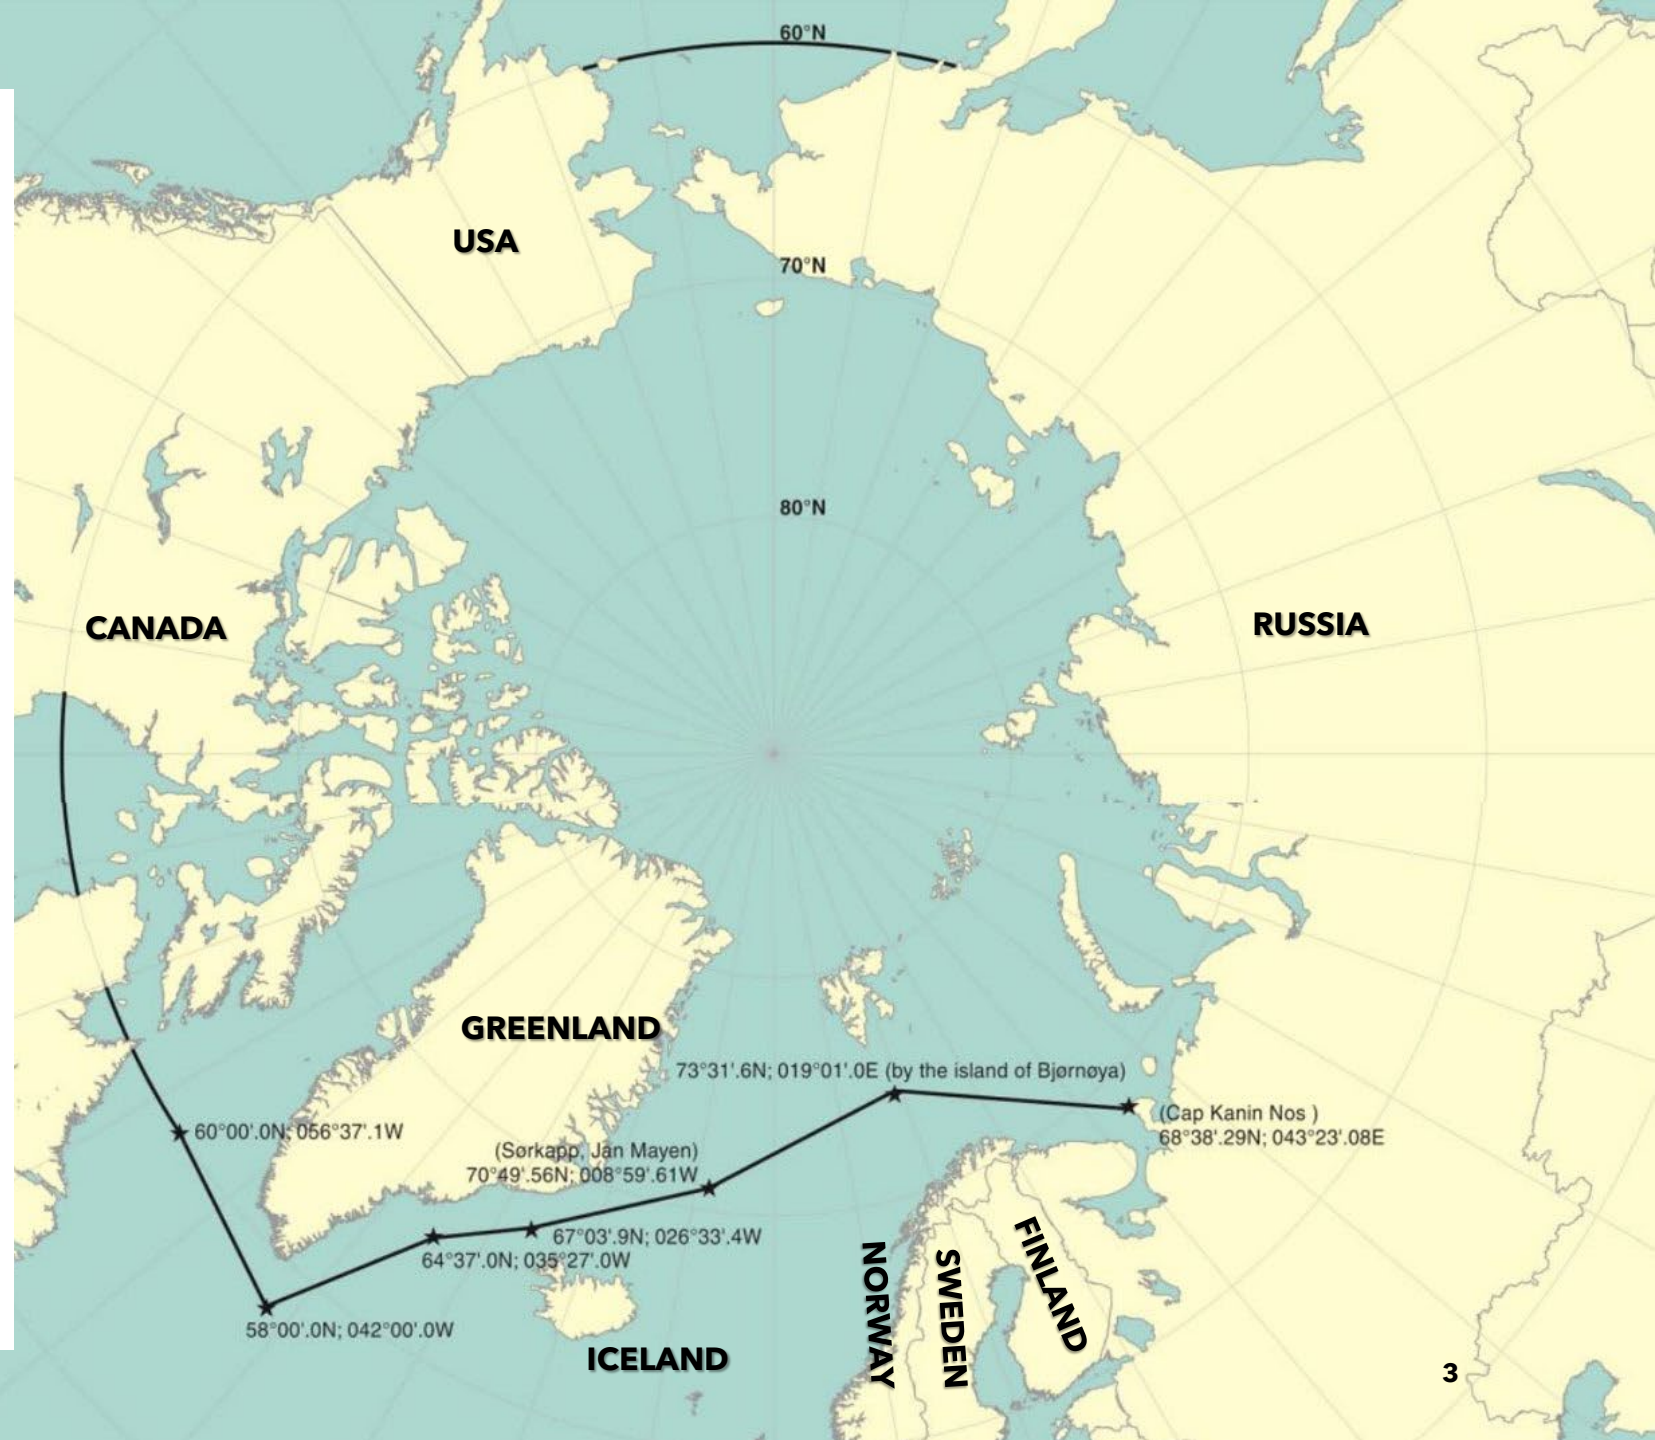 60°N
USA
70°N
80°N
CANADA
RUSSIA
GREENLAND
73°31'.6N; 019°01'.0E (by the island of Bjørnøya)
(Cap Kanin Nos )
68°38'.29N; 043°23'.08E
60°00'.0N; 056°37'.1W
(Sørkapp, Jan Mayen)
70°49'.56N; 008°59'.61W
67°03'.9N; 026°33'.4W
64°37'.0N; 035°27'.0W
58°00'.0N; 042°00'.0W
ICELAND
NORWAY
SWEDEN
FINLAND
3